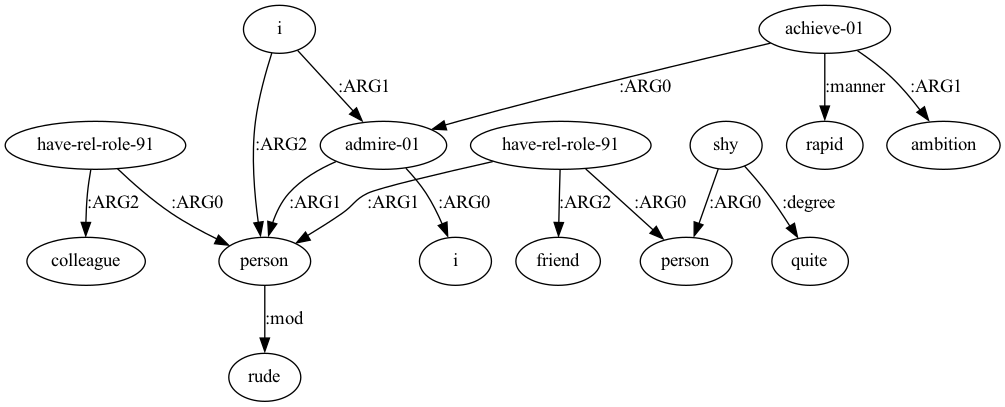 i
achieve-01
:ARG1
:ARG0
:manner
:ARG1
have-rel-role-91
:ARG2
admire-01
have-rel-role-91
shy
rapid
ambition
:ARG2
:ARG0
:ARG1
:ARG1
:ARG0
:ARG2
:ARG0
:ARG0
:degree
colleague
person
i
friend
person
quite
:mod
rude